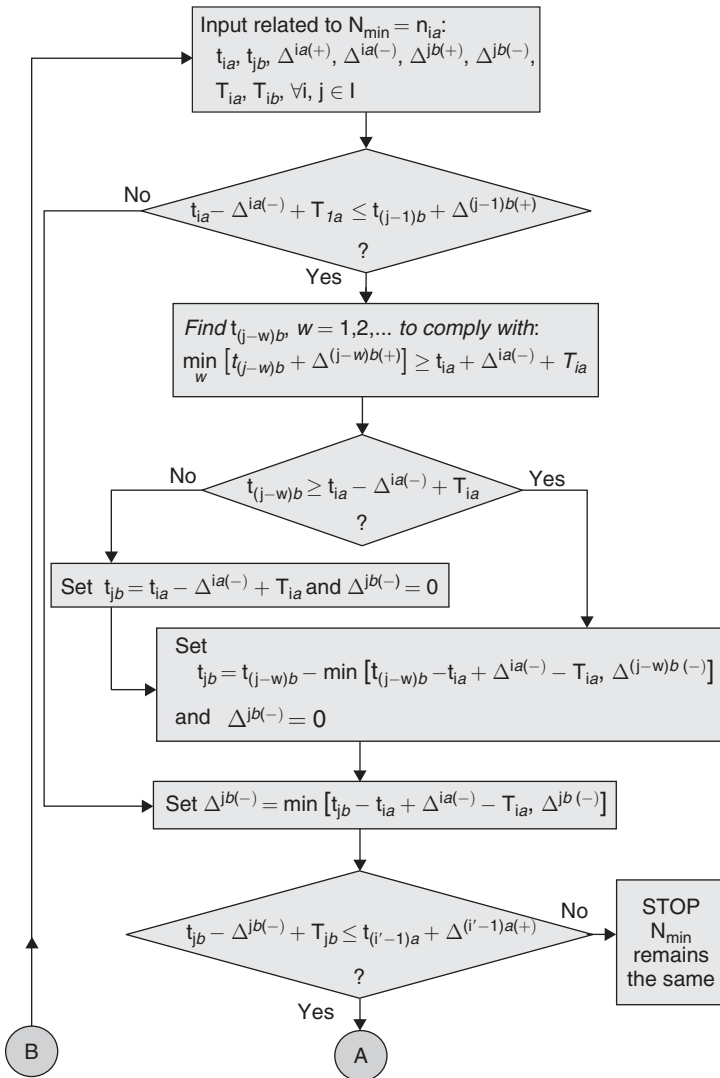 Input related to N_min = n_ia:
t_ia, t_jb, Δ^ia(+), Δ^ia(−), Δ^jb(+), Δ^jb(−),
T_ia, T_ib, ∀i, j ∈ I
No
t_ia − Δ^ia(−) + T_1a ≤ t_(j−1)b + Δ^(j−1)b(+)
?
Yes
Find t_(j−w)b, w = 1,2,... to comply with:
min_w [t_(j−w)b + Δ^(j−w)b(+)] ≥ t_ia + Δ^ia(−) + T_ia
No
t_(j−w)b ≥ t_ia − Δ^ia(−) + T_ia
Yes
?
Set t_jb = t_ia − Δ^ia(−) + T_ia and Δ^jb(−) = 0
Set
t_jb = t_(j−w)b − min [t_(j−w)b − t_ia + Δ^ia(−) − T_ia, Δ^(j−w)b (−)]
and Δ^jb(−) = 0
Set Δ^jb(−) = min [t_jb − t_ia + Δ^ia(−) − T_ia, Δ^jb (−)]
t_jb − Δ^jb(−) + T_jb ≤ t_(i′−1)a + Δ^(i′−1)a(+)
?
No
STOP
N_min
remains
the same
Yes
B
A